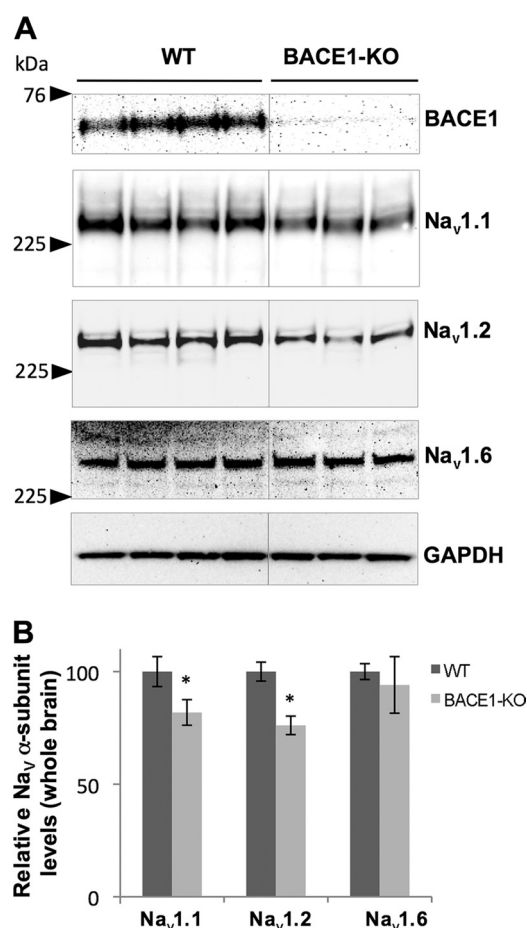 A
kDa
WT BACE1-KO
76
BACE1
Nav1.1
225
Nav1.2
225
Nav1.6
225
GAPDH
B
Relative NaV α-subunit
levels (whole brain)
100
50
0
* *
WT
BACE1-KO
Nav1.1 Nav1.2 Nav1.6